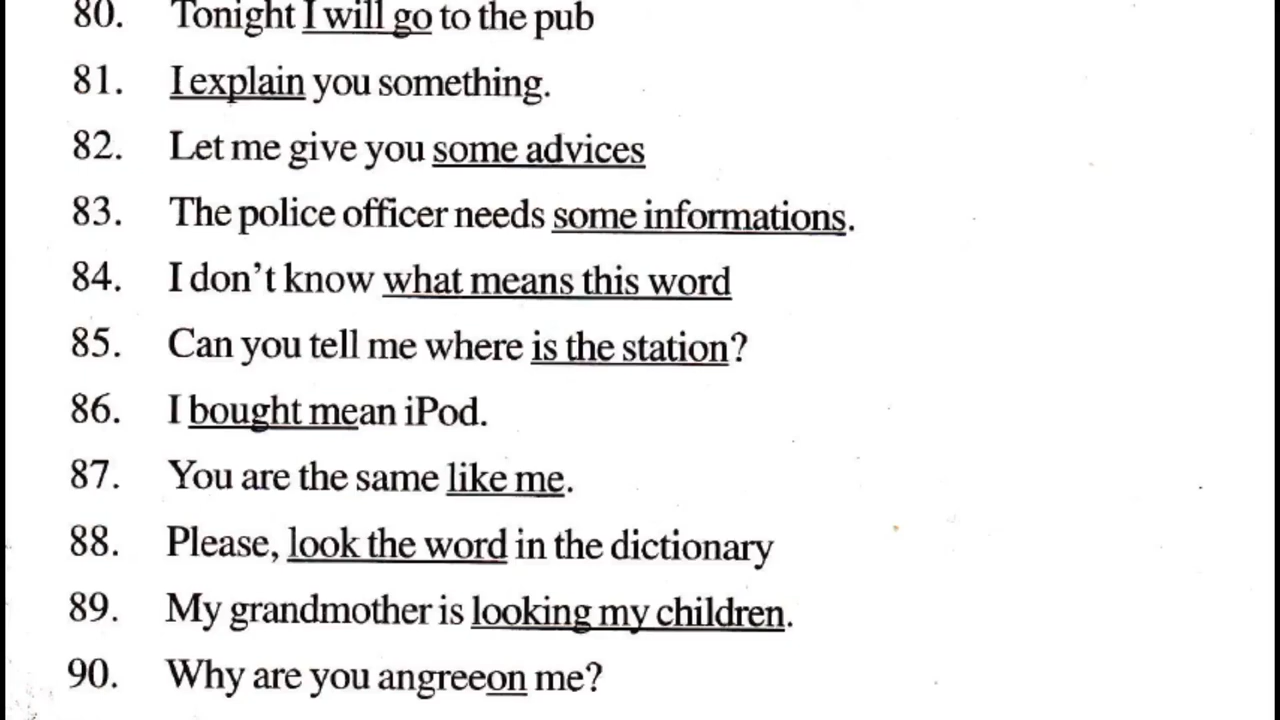 80. Tonight I will go to the pub
81. I explain you something.
82. Let me give you some advices
83. The police officer needs some informations.
84. I don't know what means this word
85. Can you tell me where is the station?
86. I bought mean iPod.
87. You are the same like me.
88. Please, look the word in the dictionary
89. My grandmother is looking my children.
90. Why are you angreeon me?